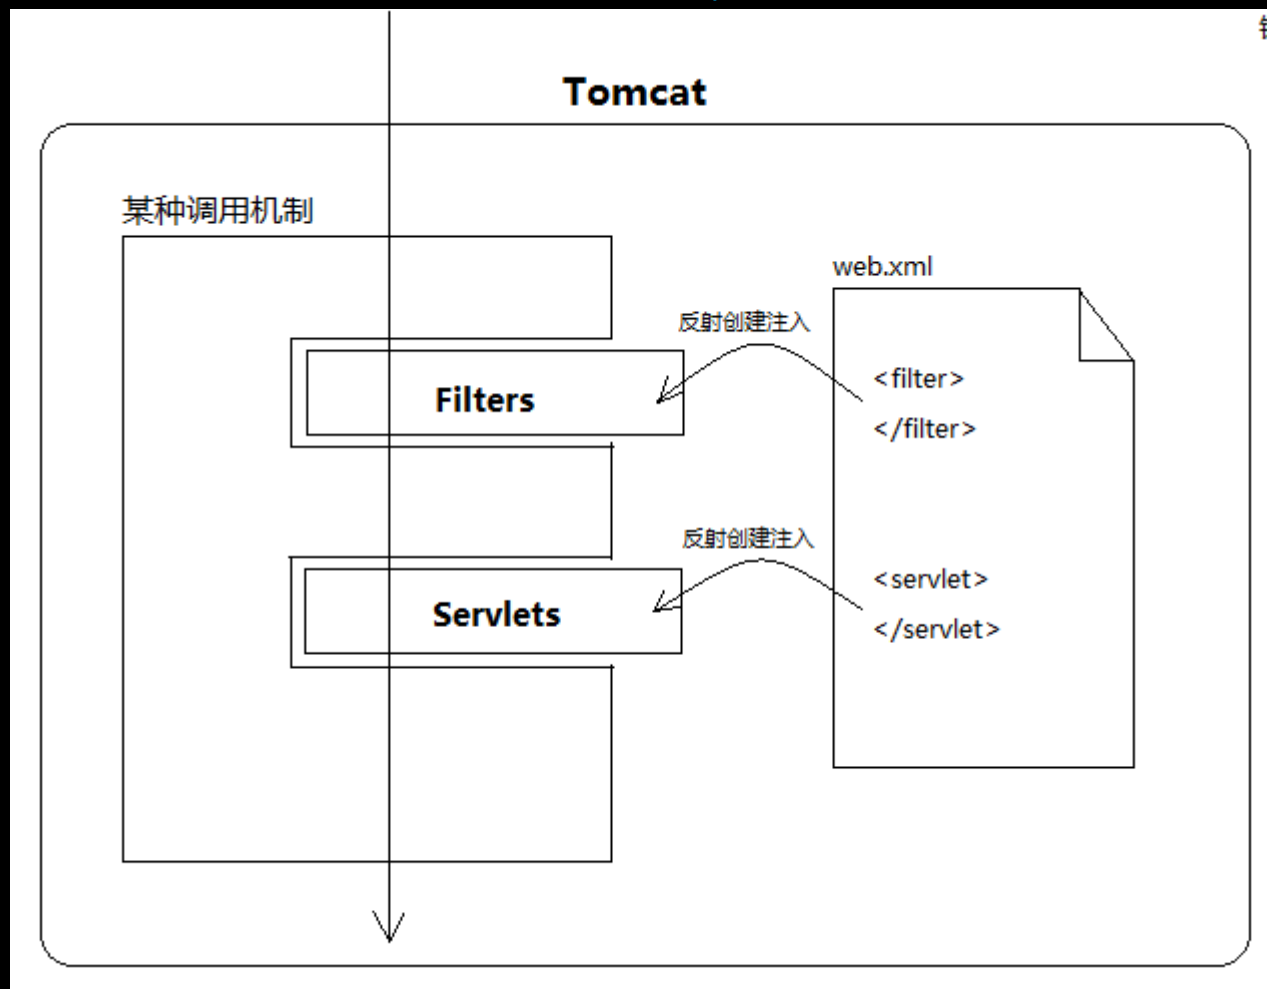 Tomcat
某种调用机制
web.xml
反射创建注入
<filter>
Filters
</filter>
反射创建注入
<servlet>
Servlets
</servlet>